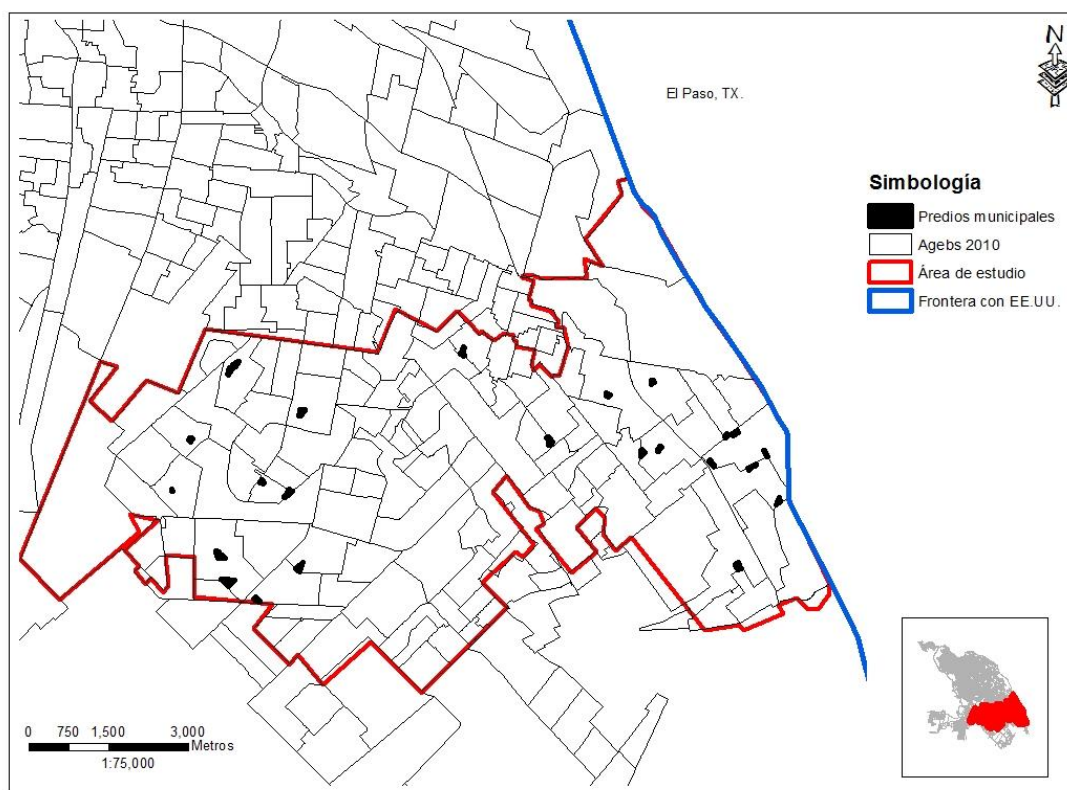 N
El Paso, TX.
Simbología
Predios municipales
Agebs 2010
Área de estudio
Frontera con EE.UU.
0 750 1,500 3,000
Metros
1:75,000